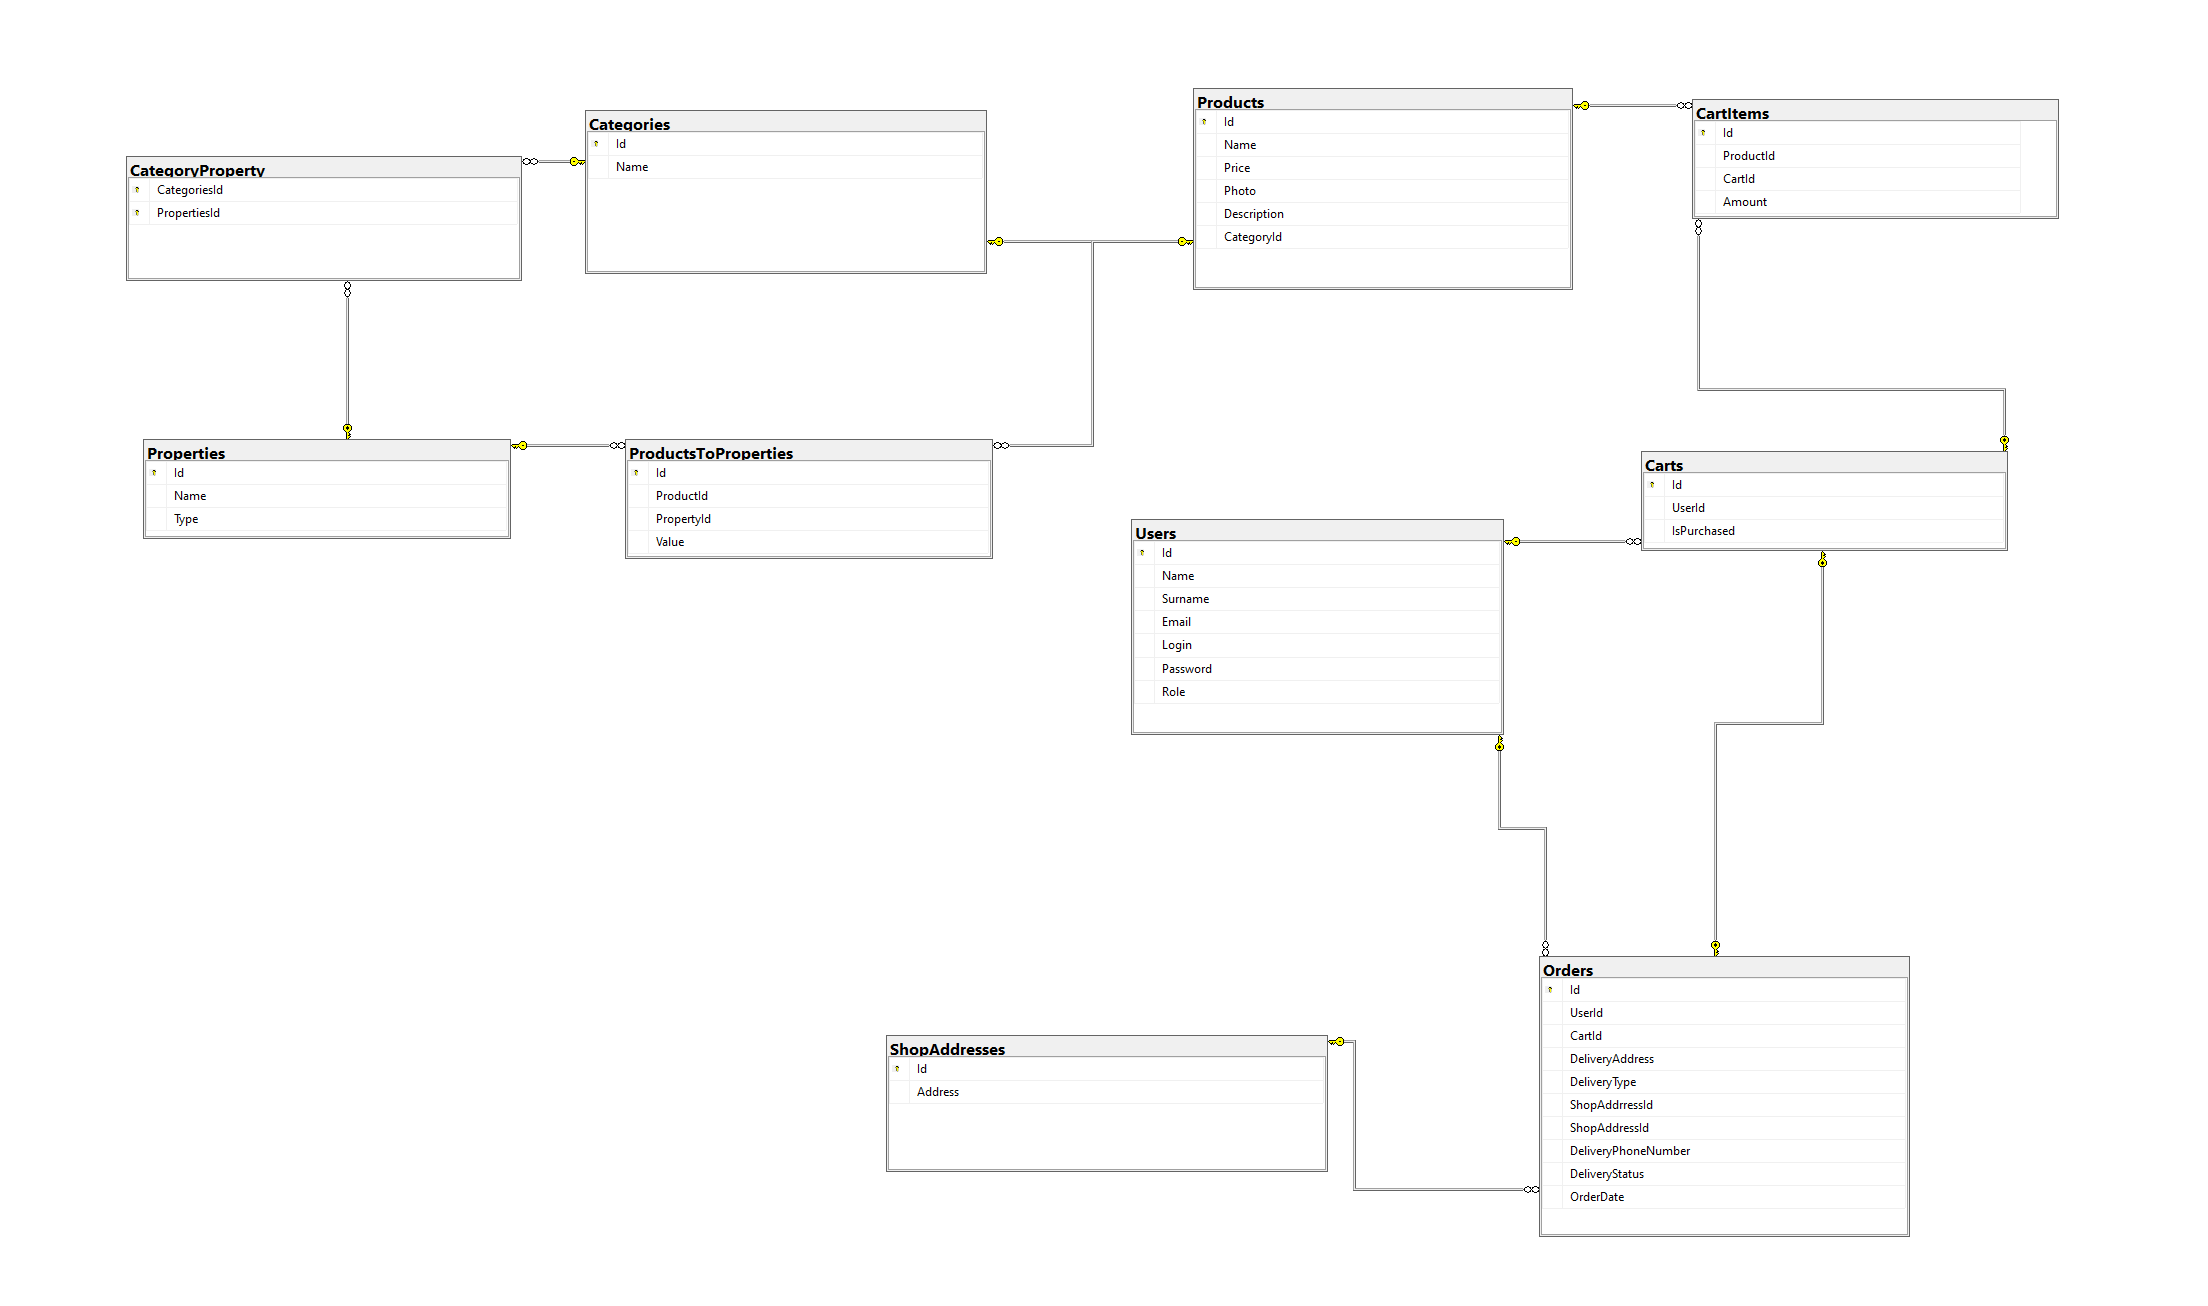 CategoryProperty
CategoriesId
PropertiesId
Categories
Id
Name
Products
Id
Name
Price
Photo
Description
CategoryId
CartItems
Id
ProductId
CartId
Amount
Properties
Id
Name
Type
ProductsToProperties
Id
ProductId
PropertyId
Value
Users
Id
Name
Surname
Email
Login
Password
Role
Carts
Id
UserId
IsPurchased
ShopAddresses
Id
Address
Orders
Id
UserId
CartId
DeliveryAddress
DeliveryType
ShopAddrressId
ShopAddressId
DeliveryPhoneNumber
DeliveryStatus
OrderDate